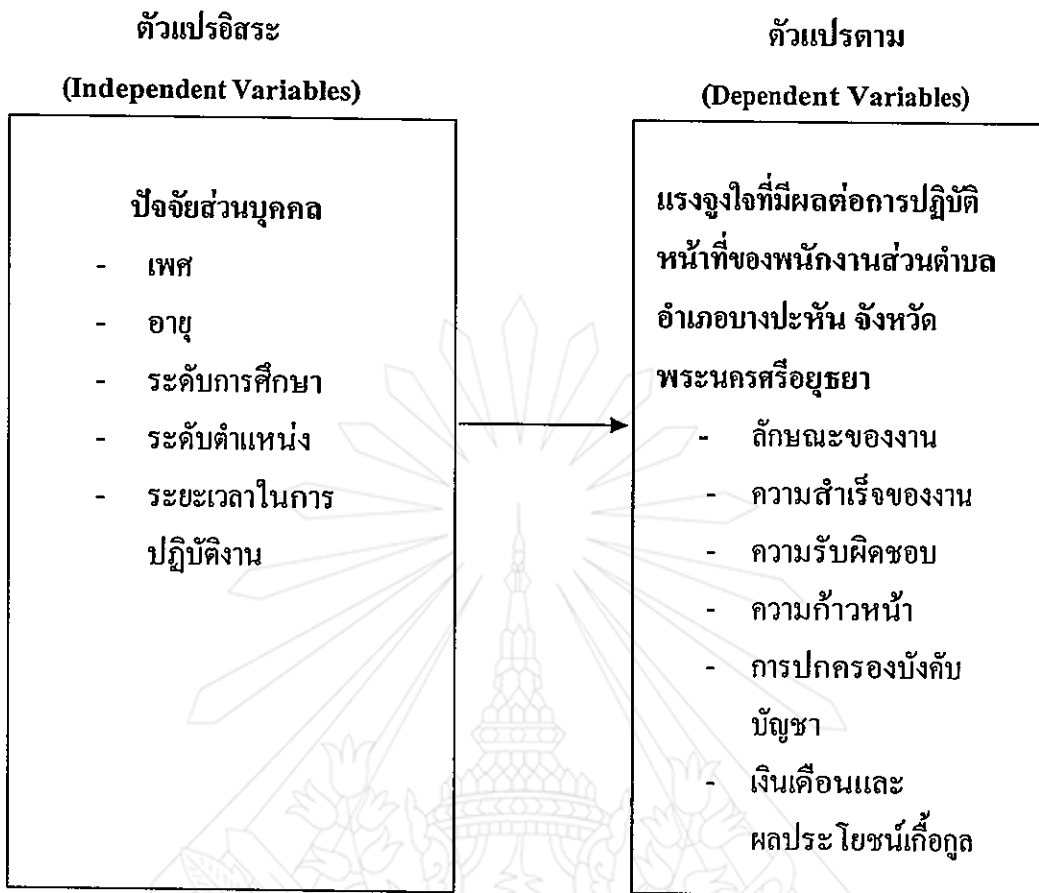 ตัวแปรอิสระ
(Independent Variables)
ปัจจัยส่วนบุคคล
- เพศ
- อายุ
- ระดับการศึกษา
- ระดับตำแหน่ง
- ระยะเวลาในการ
ปฏิบัติงาน
ตัวแปรตาม
(Dependent Variables)
แรงจูงใจที่มีผลต่อการปฏิบัติ
หน้าที่ของพนักงานส่วนตำบล
อำเภอบางปะหัน จังหวัด
พระนครศรีอยุธยา
- ลักษณะของงาน
- ความสำเร็จของงาน
- ความรับผิดชอบ
- ความก้าวหน้า
- การปกครองบังคับ
บัญชา
- เงินเดือนและ
ผลประโยชน์เกื้อกูล